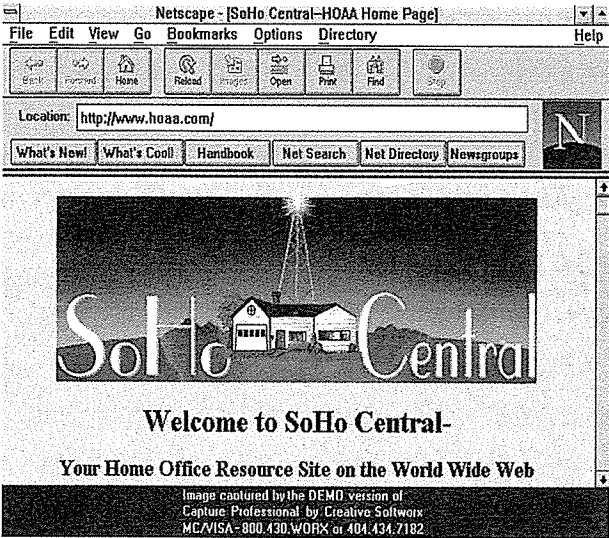 Netscape - [SoHo Central-HOAA Home Page]
File Edit View Go Bookmarks Options Directory Help
Back Forward Home Reload Images Open Print Find Stop
Location: http://www.hoaa.com/
What's New! What's Cool! Handbook Net Search Net Directory Newsgroups
N
SoHo Central
Welcome to SoHo Central-
Your Home Office Resource Site on the World Wide Web
Image captured by the DEMO version of
Capture Professional by Creative Softworx
MC/VISA - 800.430.WORX or 404.434.7182